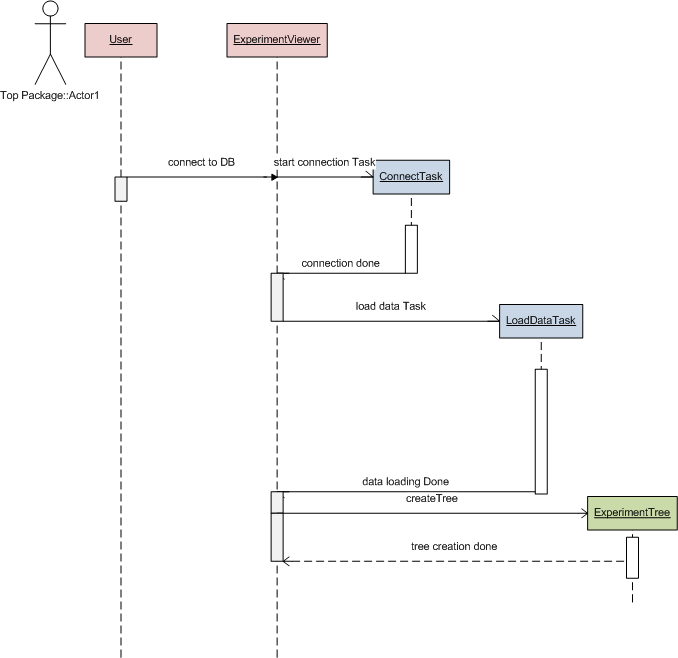 User
ExperimentViewer
Top Package::Actor1
connect to DB
start connection Task
ConnectTask
connection done
load data Task
LoadDataTask
data loading Done
createTree
ExperimentTree
tree creation done